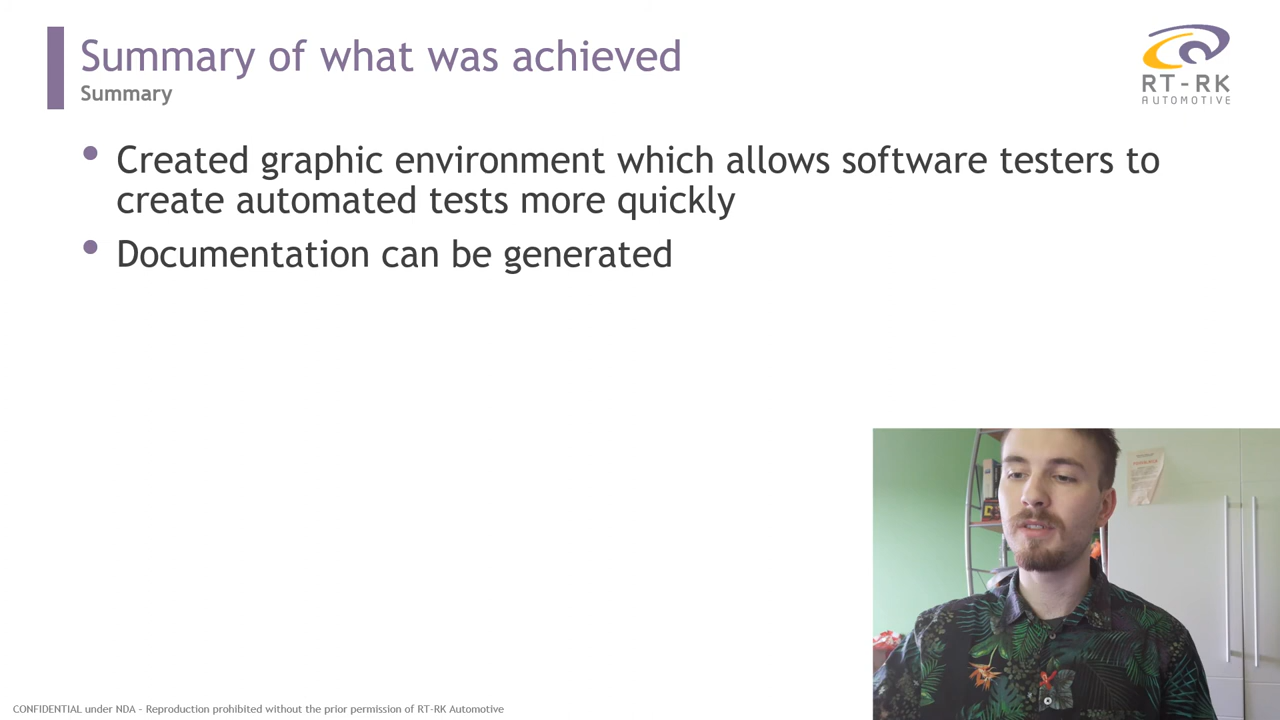 Summary of what was achieved
Summary
RT-RK
AUTOMOTIVE
• Created graphic environment which allows software testers to
create automated tests more quickly
• Documentation can be generated
CONFIDENTIAL under NDA – Reproduction prohibited without the prior permission of RT-RK Automotive